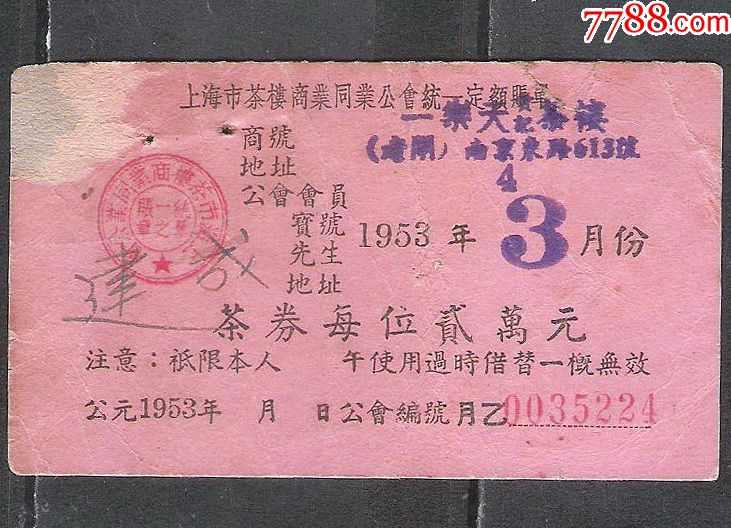 7788.com
上海市茶樓商業同業公會統一定額賬單
商號
一樂天記茶樓
地址
南京東路613號
4
公會會員
寶號
先生
地址
1953 年 3 月份
建成
茶券每位貳萬元
注意：祗限本人 午使用過時借替一概無效
公元1953年 月 日公會編號月乙0035224